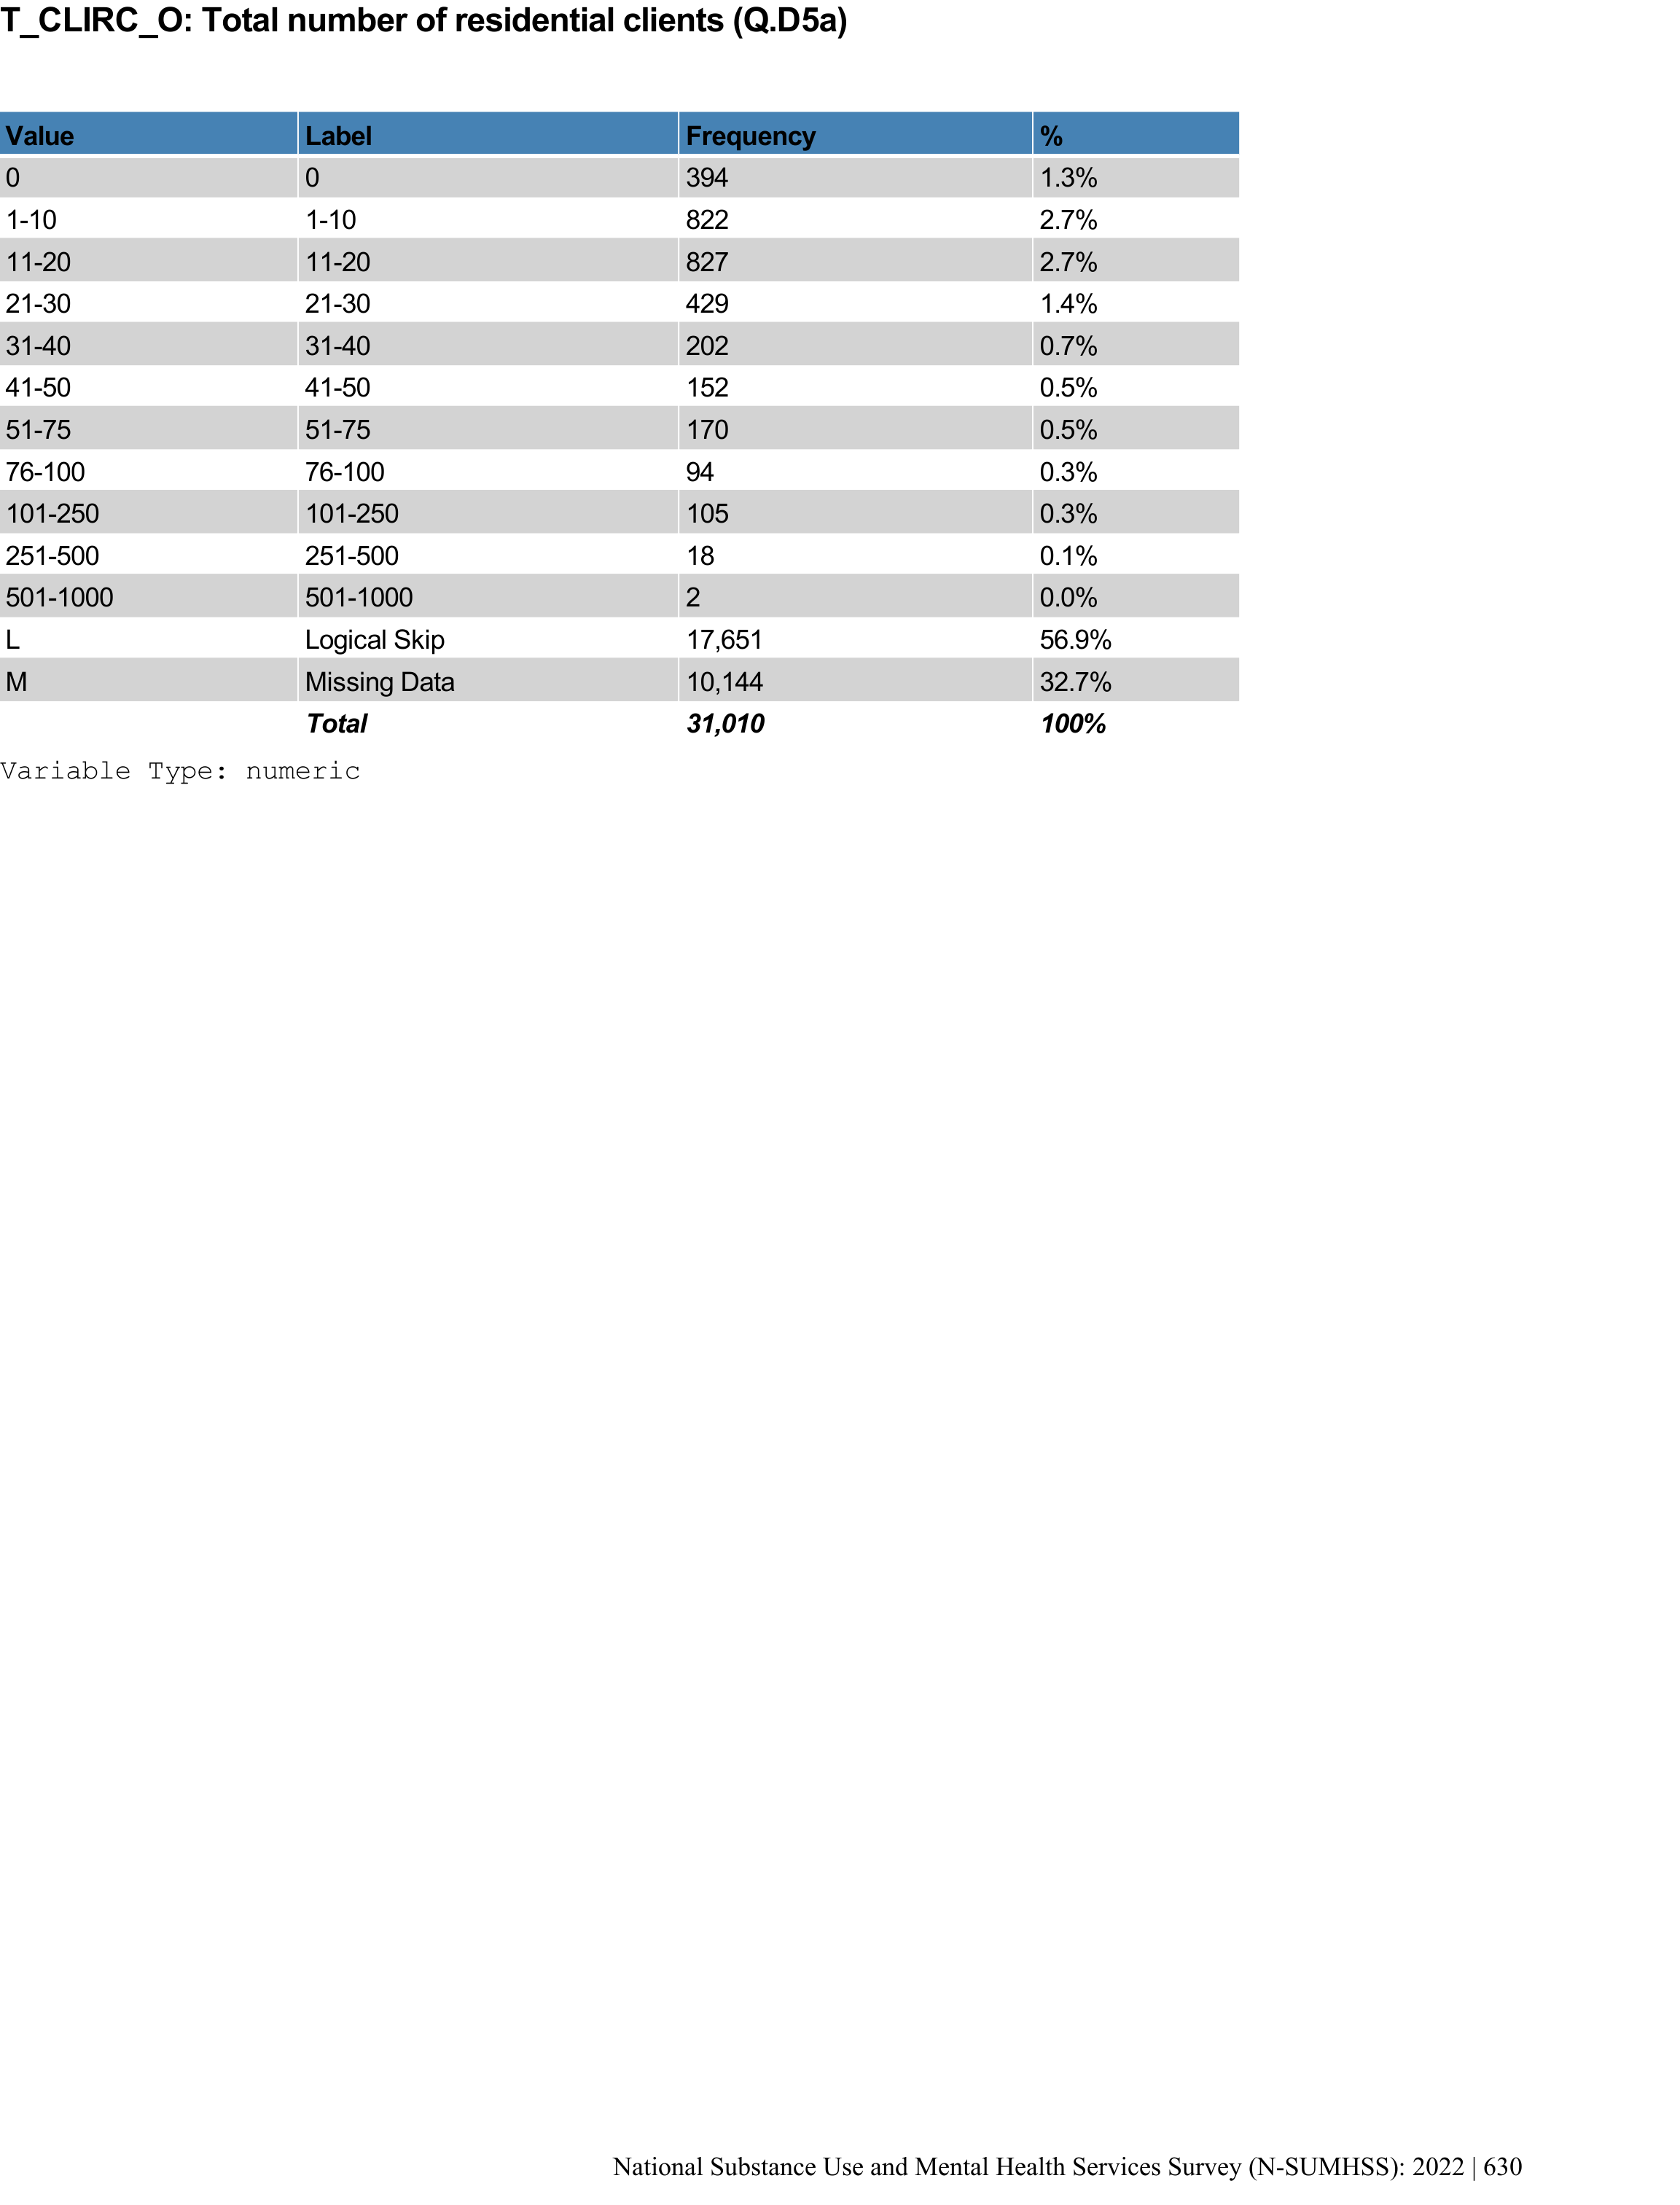 T_CLIRC_O: Total number of residential clients (Q.D5a)
Value Label Frequency %
0 0 394 1.3%
1-10 1-10 822 2.7%
11-20 11-20 827 2.7%
21-30 21-30 429 1.4%
31-40 31-40 202 0.7%
41-50 41-50 152 0.5%
51-75 51-75 170 0.5%
76-100 76-100 94 0.3%
101-250 101-250 105 0.3%
251-500 251-500 18 0.1%
501-1000 501-1000 2 0.0%
L Logical Skip 17,651 56.9%
M Missing Data 10,144 32.7%
Total 31,010 100%
Variable Type: numeric
National Substance Use and Mental Health Services Survey (N-SUMHSS): 2022 | 630